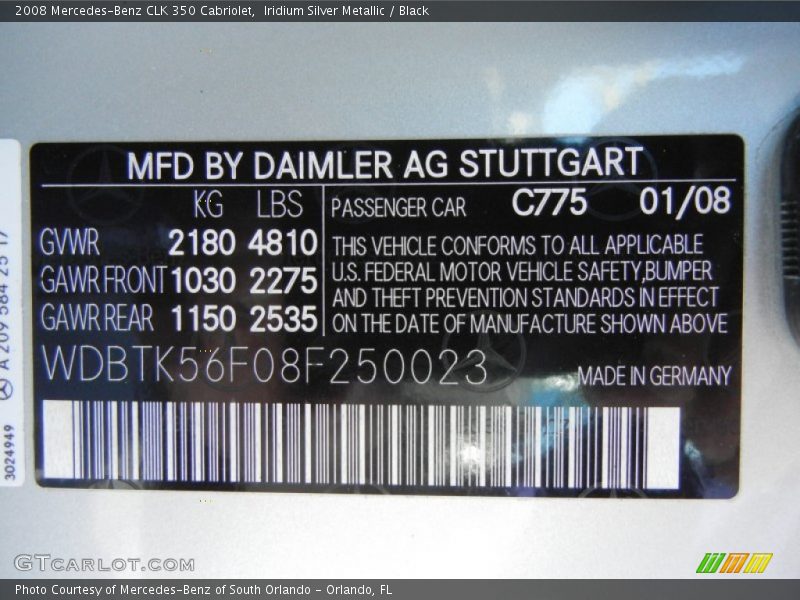 2008 Mercedes-Benz CLK 350 Cabriolet, Iridium Silver Metallic / Black
MFD BY DAIMLER AG STUTTGART
KG LBS
GVWR 2180 4810
GAWR FRONT 1030 2275
GAWR REAR 1150 2535
PASSENGER CAR C775 01/08
THIS VEHICLE CONFORMS TO ALL APPLICABLE
U.S. FEDERAL MOTOR VEHICLE SAFETY,BUMPER
AND THEFT PREVENTION STANDARDS IN EFFECT
ON THE DATE OF MANUFACTURE SHOWN ABOVE
WDBTK56F08F250023
MADE IN GERMANY
A 209 584 25 17
3024949
GTCARLOT.COM
Photo Courtesy of Mercedes-Benz of South Orlando - Orlando, FL